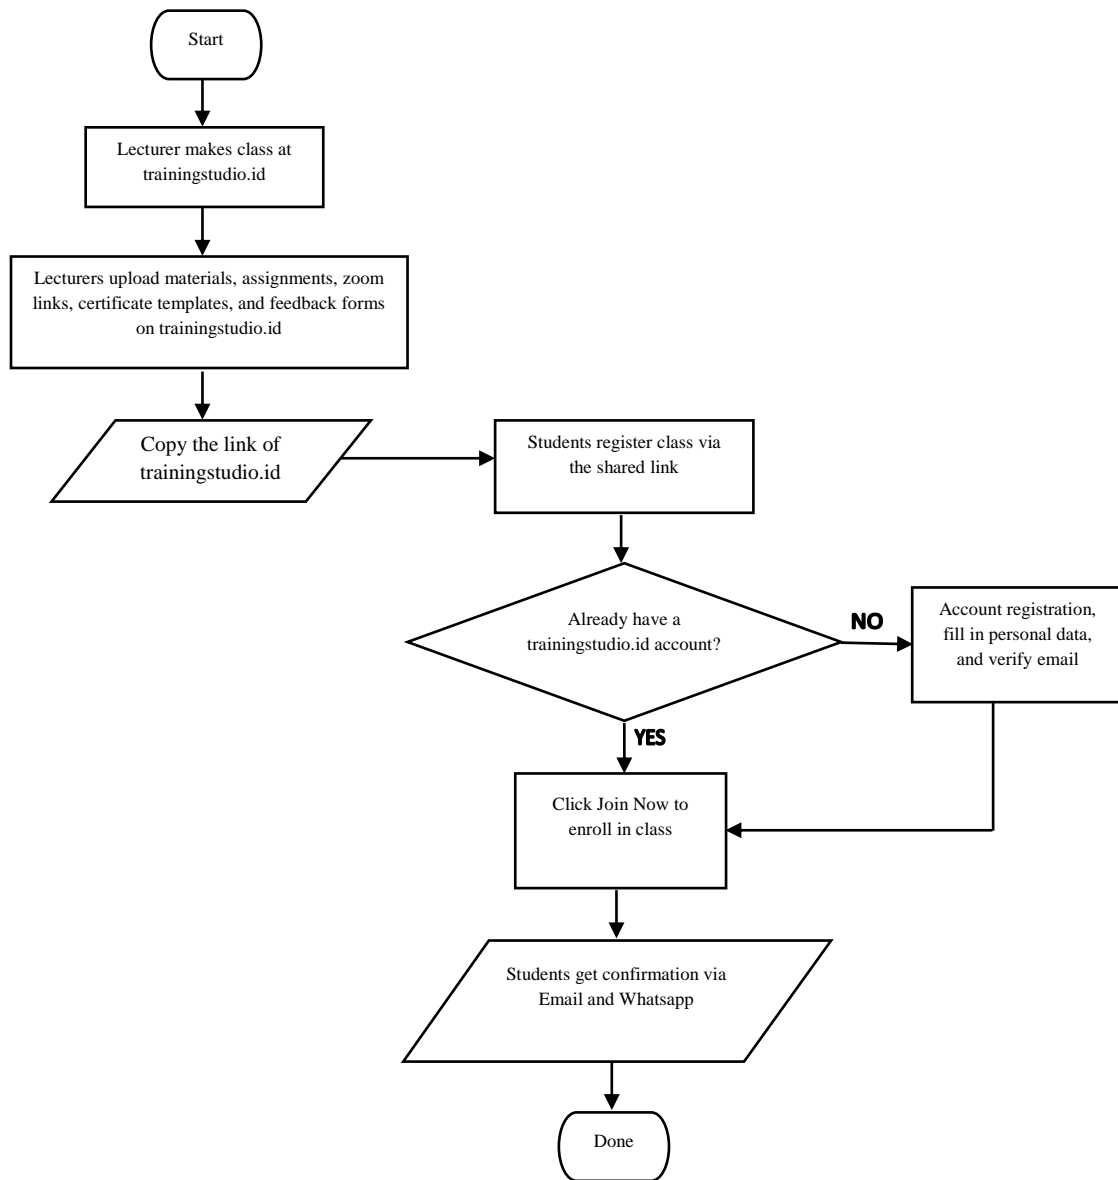 Start
Lecturer makes class at
trainingstudio.id
Lecturers upload materials, assignments, zoom
links, certificate templates, and feedback forms
on trainingstudio.id
Copy the link of
trainingstudio.id
Students register class via
the shared link
Already have a
trainingstudio.id account?
NO
Account registration,
fill in personal data,
and verify email
YES
Click Join Now to
enroll in class
Students get confirmation via
Email and Whatsapp
Done